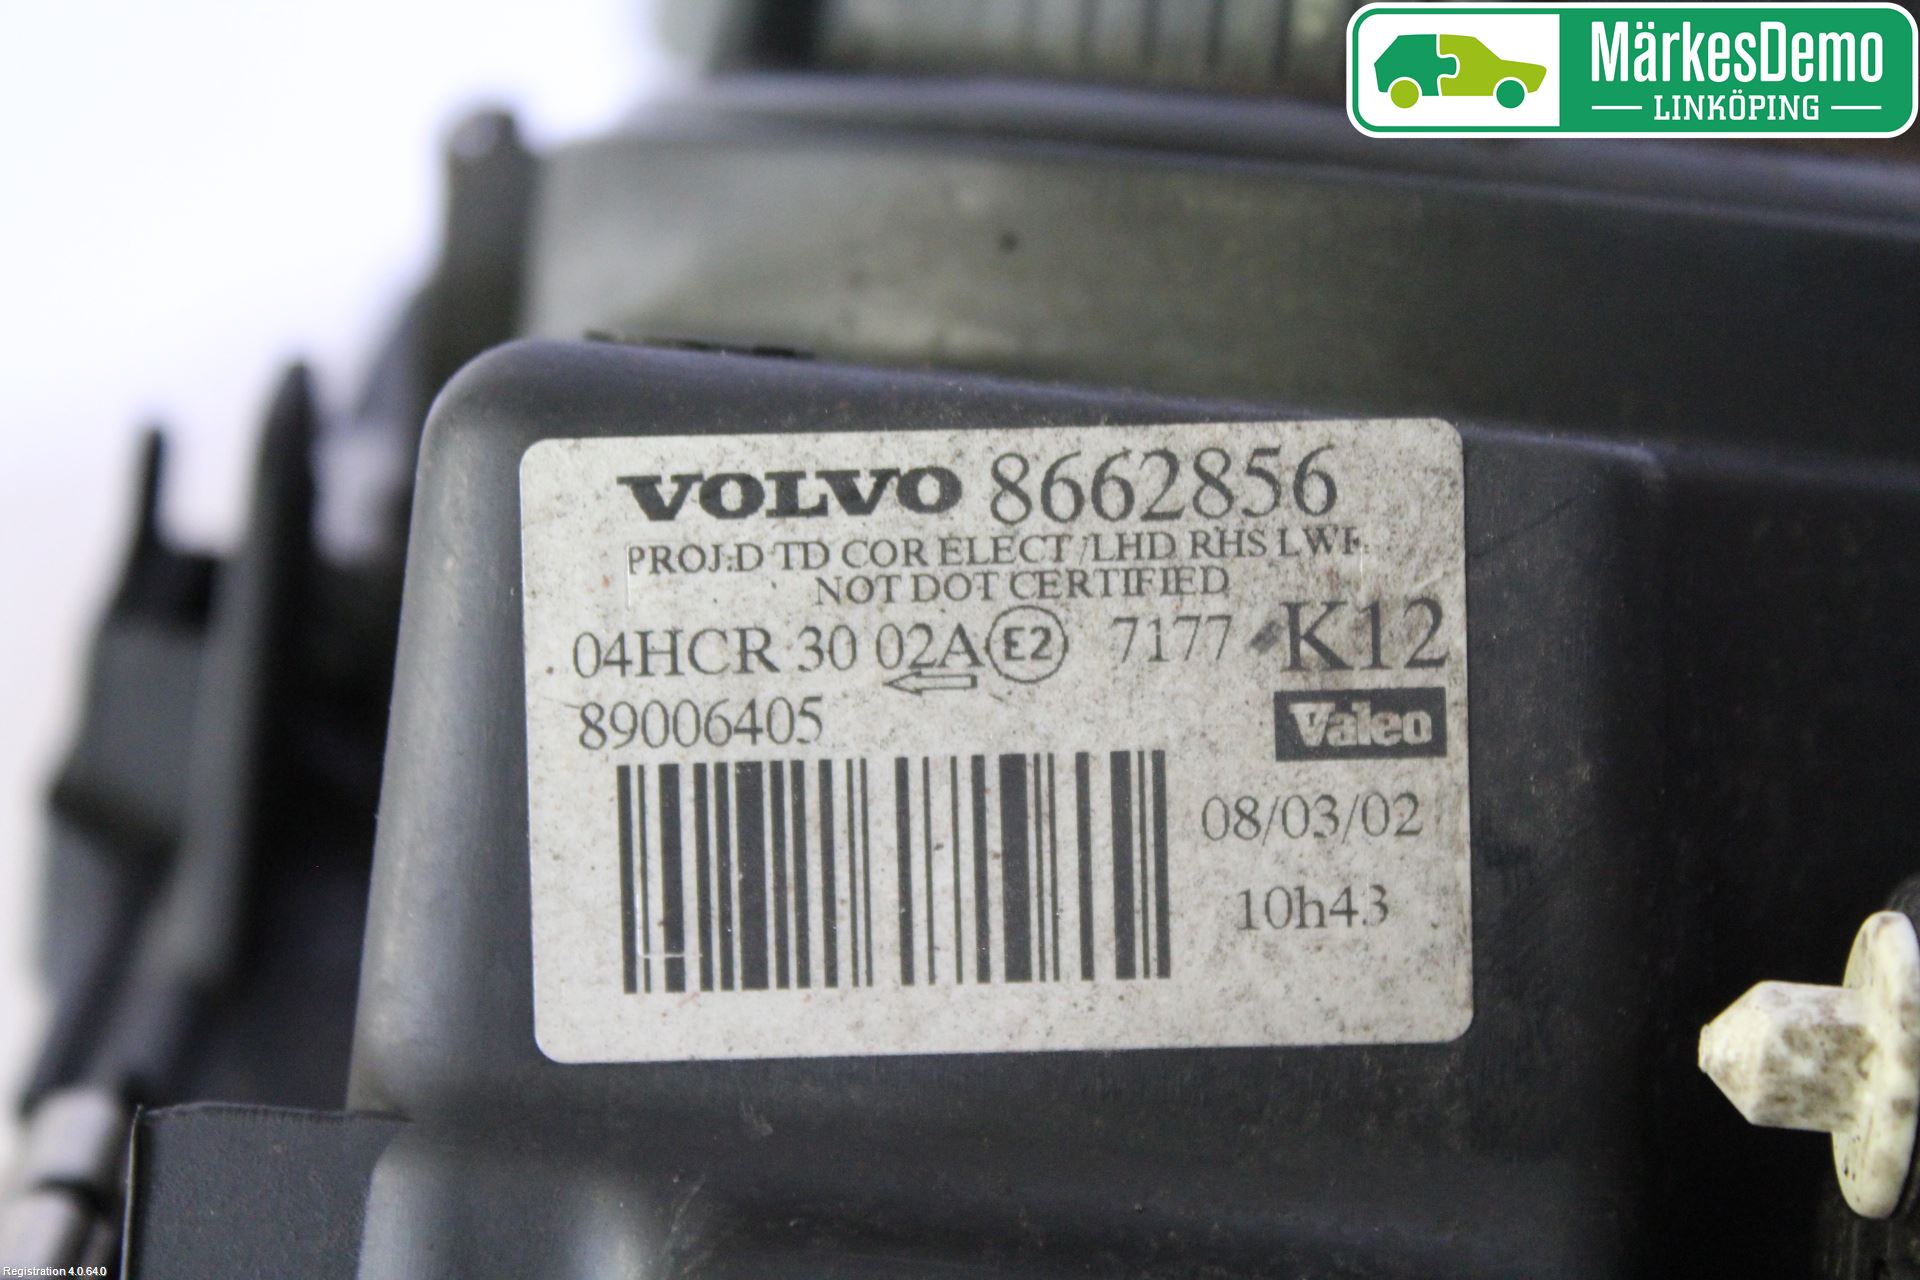 MärkesDemo
LINKÖPING
VOLVO 8662856
PROJ:D TD COR ELECT /LHD RHS LWR
NOT DOT CERTIFIED
04HCR 30 02A E2 7177 K12
89006405
Valeo
08/03/02
10h43
Registration 4.0.64.0